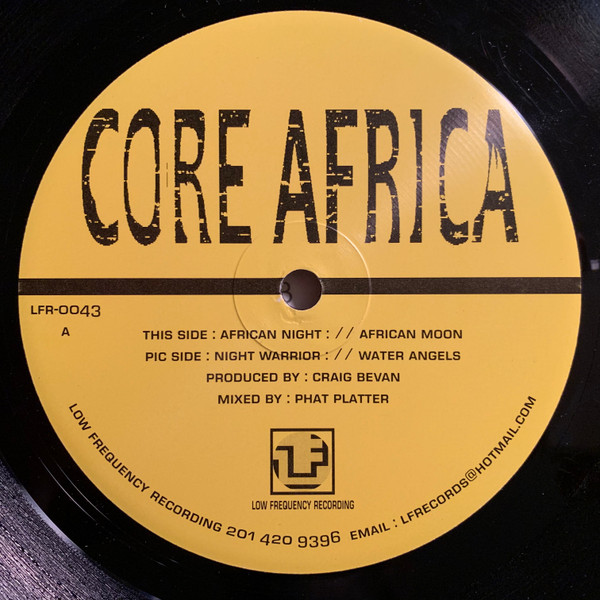 CORE AFRICA
LFR-0043
A
THIS SIDE : AFRICAN NIGHT : // AFRICAN MOON
PIC SIDE : NIGHT WARRIOR : // WATER ANGELS
PRODUCED BY : CRAIG BEVAN
MIXED BY : PHAT PLATTER
LF
LOW FREQUENCY RECORDING
LOW FREQUENCY RECORDING 201 420 9396 EMAIL : LFRECORDS@HOTMAIL.COM